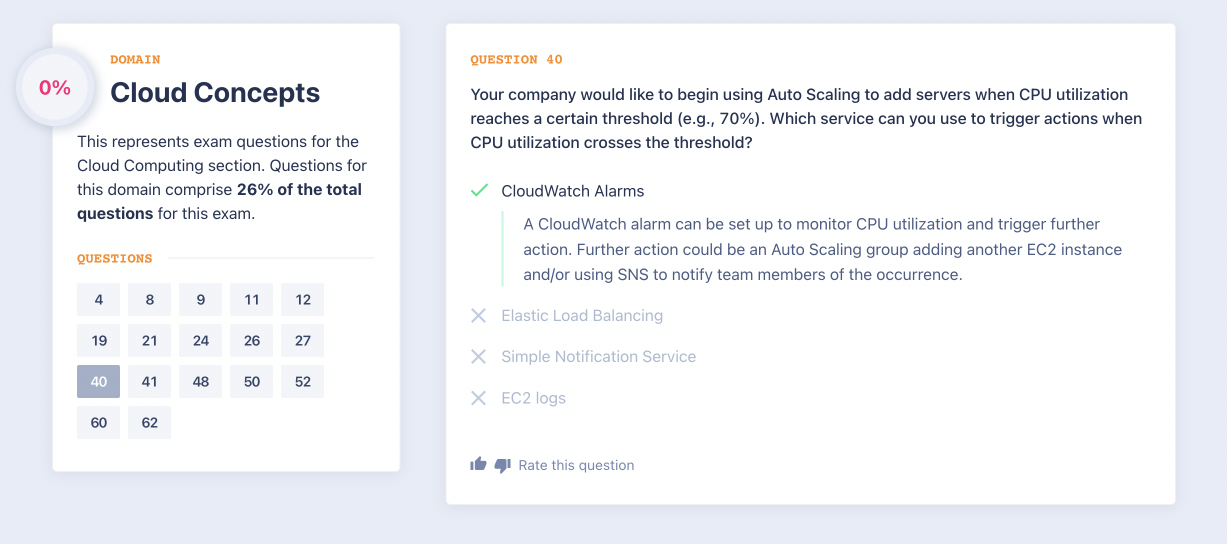 0%
DOMAIN
Cloud Concepts
This represents exam questions for the
Cloud Computing section. Questions for
this domain comprise 26% of the total
questions for this exam.
QUESTIONS
4 8 9 11 12
19 21 24 26 27
40 41 48 50 52
60 62
QUESTION 40
Your company would like to begin using Auto Scaling to add servers when CPU utilization
reaches a certain threshold (e.g., 70%). Which service can you use to trigger actions when
CPU utilization crosses the threshold?
CloudWatch Alarms
A CloudWatch alarm can be set up to monitor CPU utilization and trigger further
action. Further action could be an Auto Scaling group adding another EC2 instance
and/or using SNS to notify team members of the occurrence.
Elastic Load Balancing
Simple Notification Service
EC2 logs
Rate this question